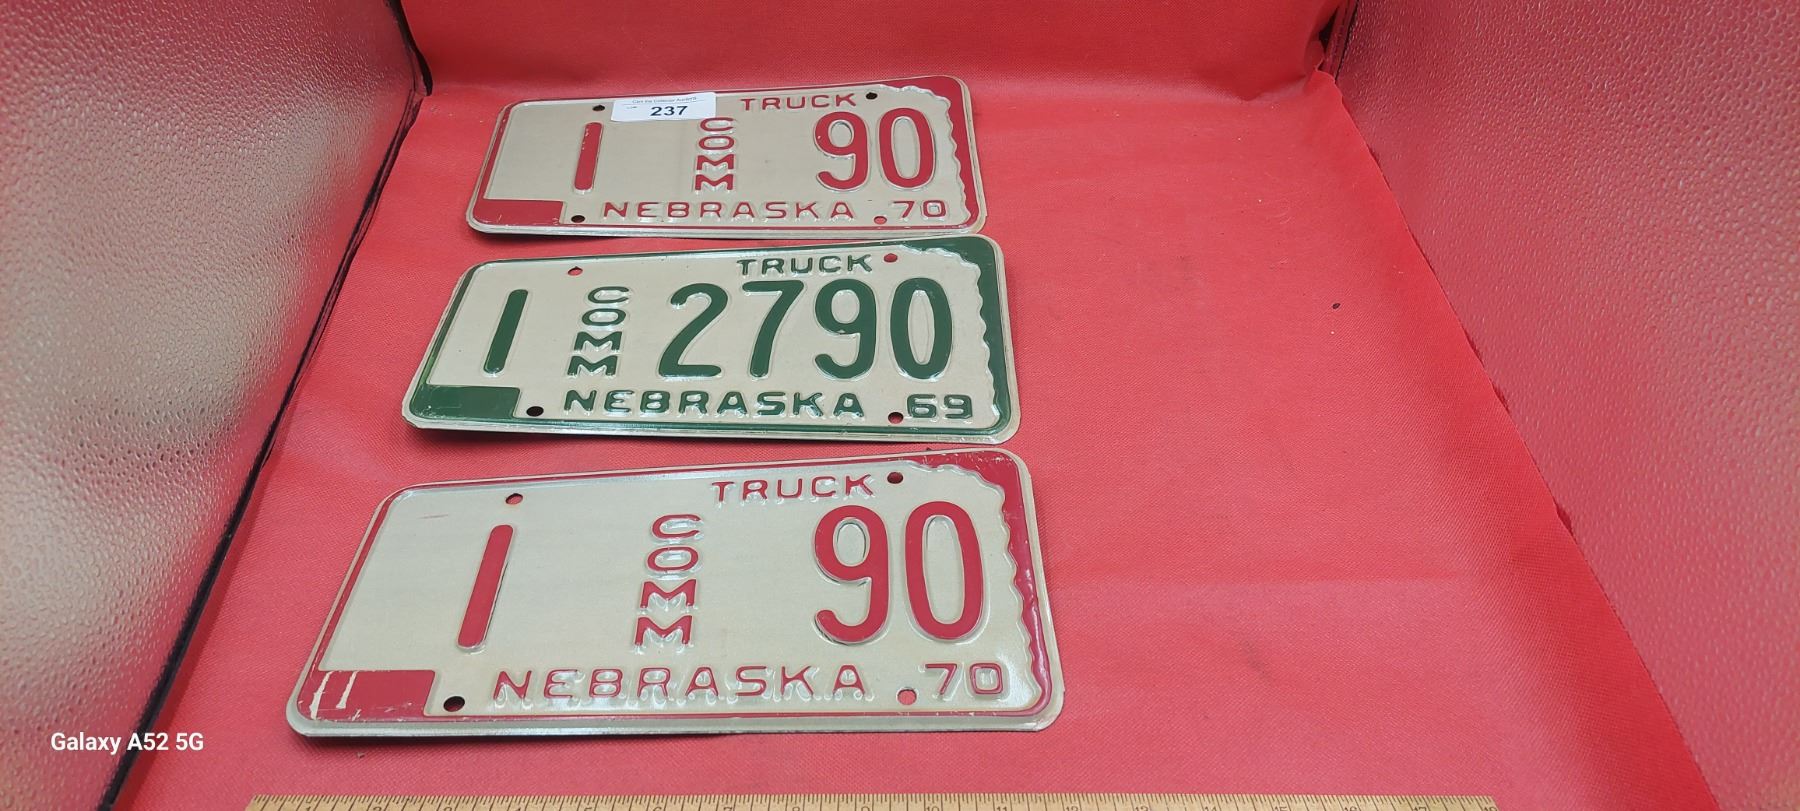 237
TRUCK
1 COMM 90
NEBRASKA 70
TRUCK
1 COMM 2790
NEBRASKA 69
TRUCK
1 COMM 90
NEBRASKA 70
Galaxy A52 5G